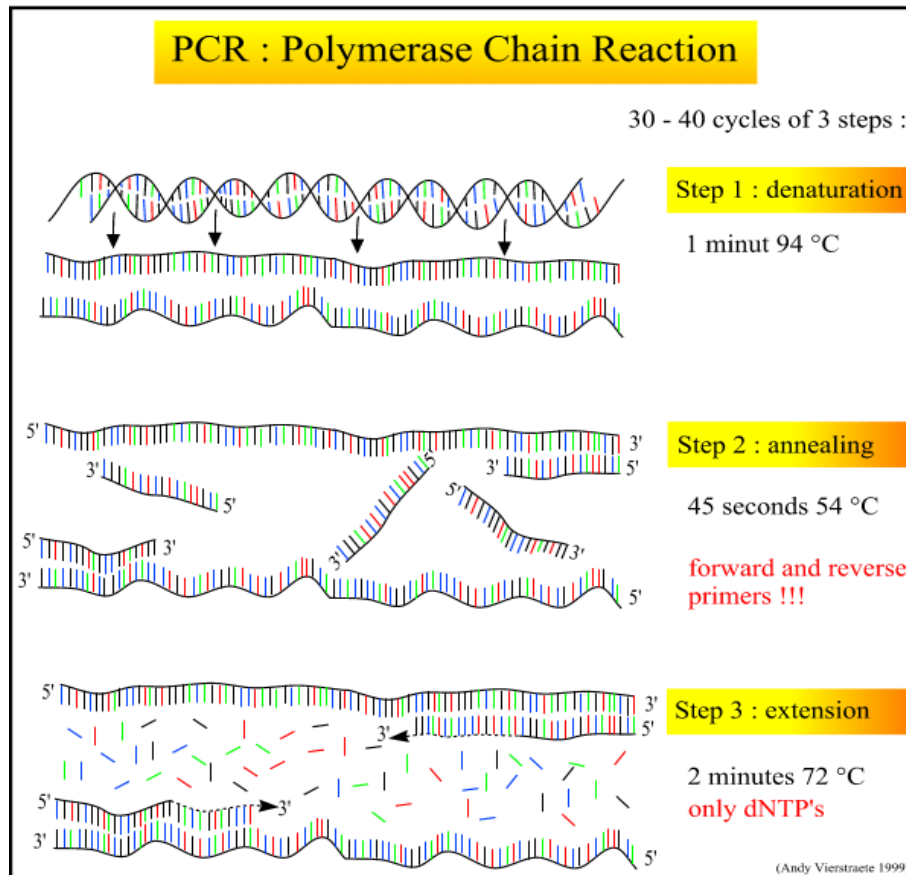 PCR : Polymerase Chain Reaction
30 - 40 cycles of 3 steps :
Step 1 : denaturation
1 minut 94 °C
5'
3'
Step 2 : annealing
3'
5'
5'
3'
5'
5'
3'
3'
45 seconds 54 °C
5'
3'
3'
5'
forward and reverse
primers !!!
5'
3'
Step 3 : extension
3'
5'
2 minutes 72 °C
only dNTP's
5'
3'
3'
5'
(Andy Vierstraete 1999